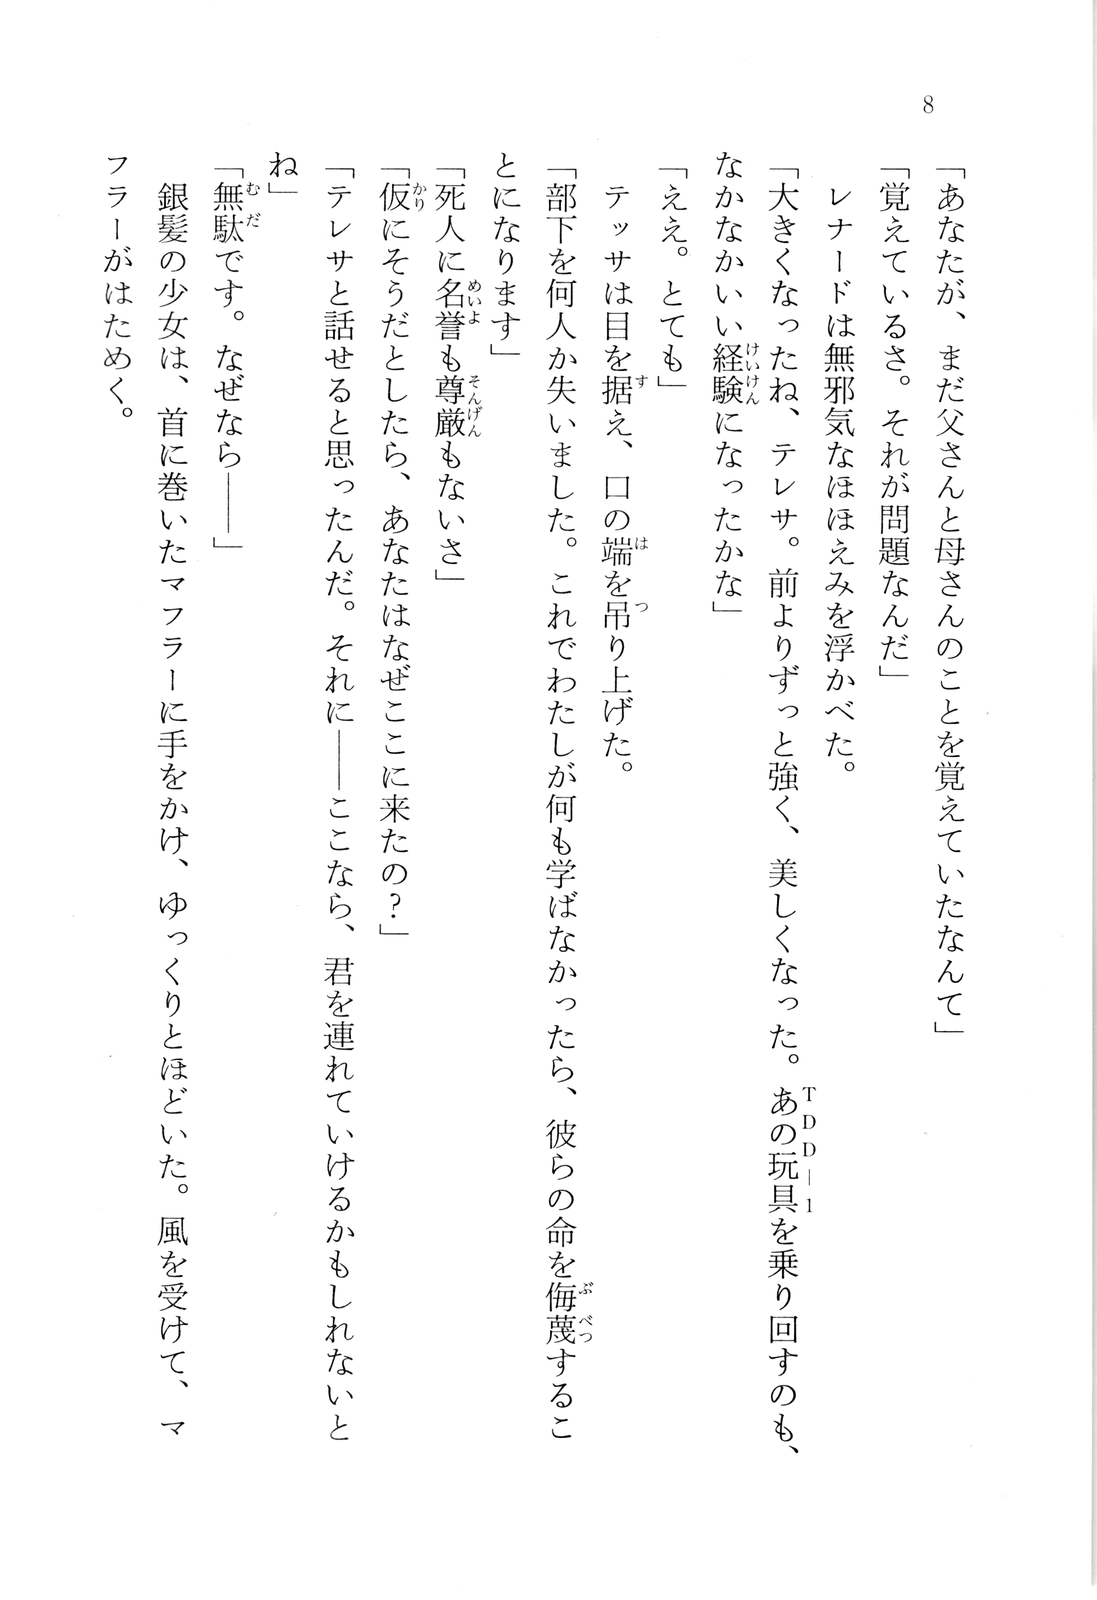 8
「あなたが、まだ父さんと母さんのことを覚えていたなんて」
「覚えているさ。それが問題なんだ」
　レナードは無邪気なほほえみを浮かべた。
「大きくなったね、テレサ。前よりずっと強く、美しくなった。あの玩具を乗り回すのも、
TDD―1
なかなかいい経験になったかな」
けいけん
「ええ。とても」
　テッサは目を据え、口の端を吊り上げた。
す
は
つ
「部下を何人か失いました。これでわたしが何も学ばなかったら、彼らの命を侮蔑するこ
ぶべつ
とになります」
「死人に名誉も尊厳もないさ」
めいよ
そんげん
「仮にそうだとしたら、あなたはなぜここに来たの？」
かり
「テレサと話せると思ったんだ。それに――ここなら、君を連れていけるかもしれないと
ね」
「無駄です。なぜなら――」
むだ
　銀髪の少女は、首に巻いたマフラーに手をかけ、ゆっくりとほどいた。風を受けて、マ
フラーがはためく。